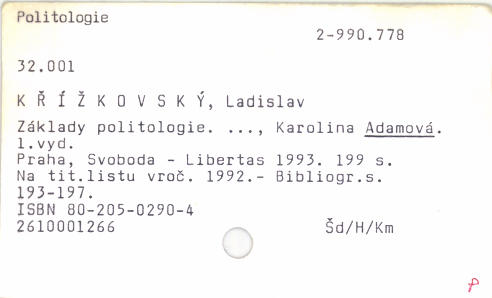 Politologie
2-990.778
32.001
K Ř Í Ž K O V S K Ý, Ladislav
Základy politologie. ..., Karolina Adamová.
1.vyd.
Praha, Svoboda - Libertas 1993. 199 s.
Na tit.listu vroč. 1992.- Bibliogr.s.
193-197.
ISBN 80-205-0290-4
2610001266 Šd/H/Km
P